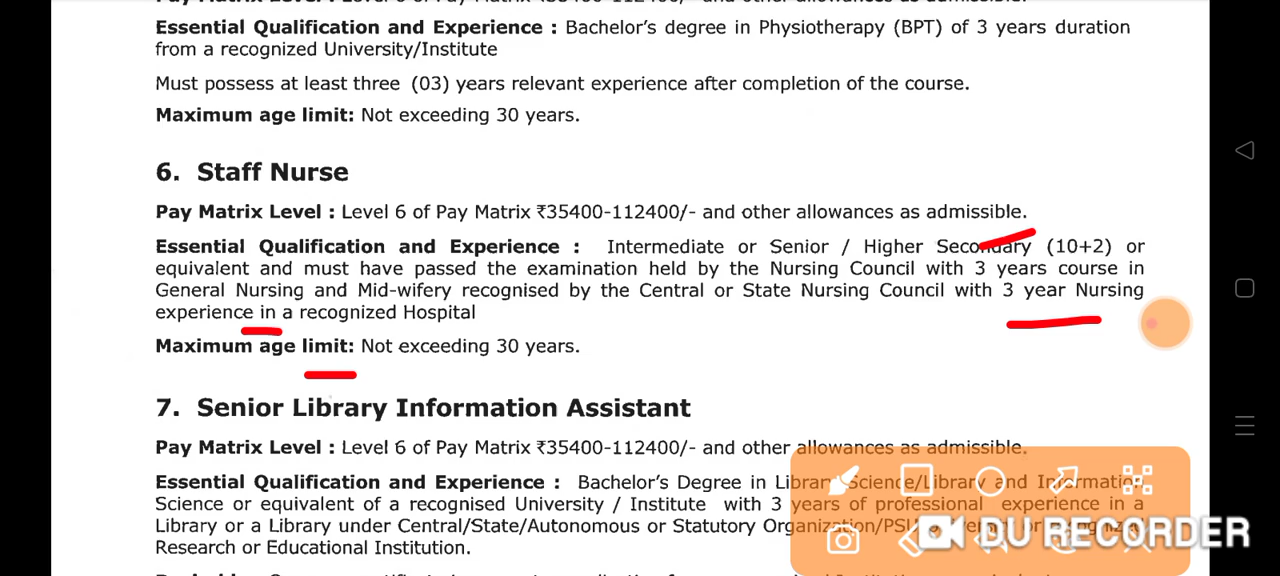 Essential Qualification and Experience : Bachelor's degree in Physiotherapy (BPT) of 3 years duration
from a recognized University/Institute
Must possess at least three (03) years relevant experience after completion of the course.
Maximum age limit: Not exceeding 30 years.
6. Staff Nurse
Pay Matrix Level : Level 6 of Pay Matrix ₹35400-112400/- and other allowances as admissible.
Essential Qualification and Experience : Intermediate or Senior / Higher Secondary (10+2) or
equivalent and must have passed the examination held by the Nursing Council with 3 years course in
General Nursing and Mid-wifery recognised by the Central or State Nursing Council with 3 year Nursing
experience in a recognized Hospital
Maximum age limit: Not exceeding 30 years.
7. Senior Library Information Assistant
Pay Matrix Level : Level 6 of Pay Matrix ₹35400-112400/- and other allowances as admissible.
Essential Qualification and Experience : Bachelor's Degree in Library Science/Library and Information
Science or equivalent of a recognised University / Institute with 3 years of professional experience in a
Library or a Library under Central/State/Autonomous or Statutory Organization/PSU
DU RECORDER
Research or Educational Institution.